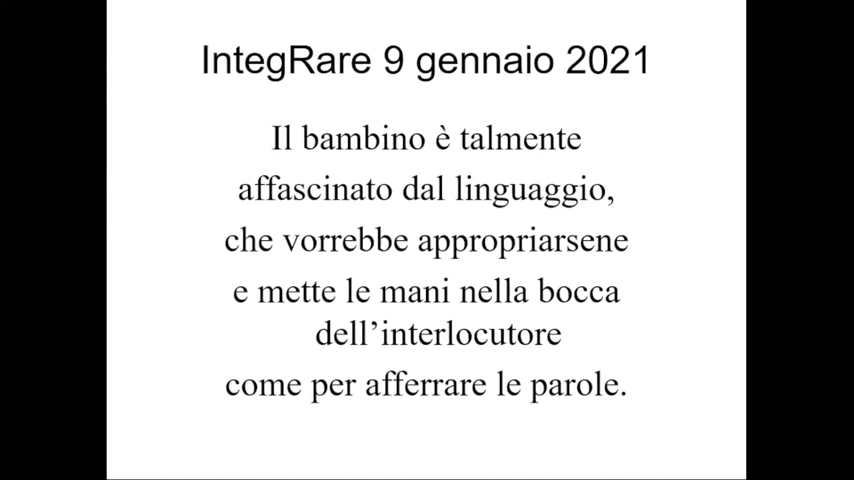 IntegRare 9 gennaio 2021
Il bambino è talmente
affascinato dal linguaggio,
che vorrebbe appropriarsene
e mette le mani nella bocca
dell’interlocutore
come per afferrare le parole.